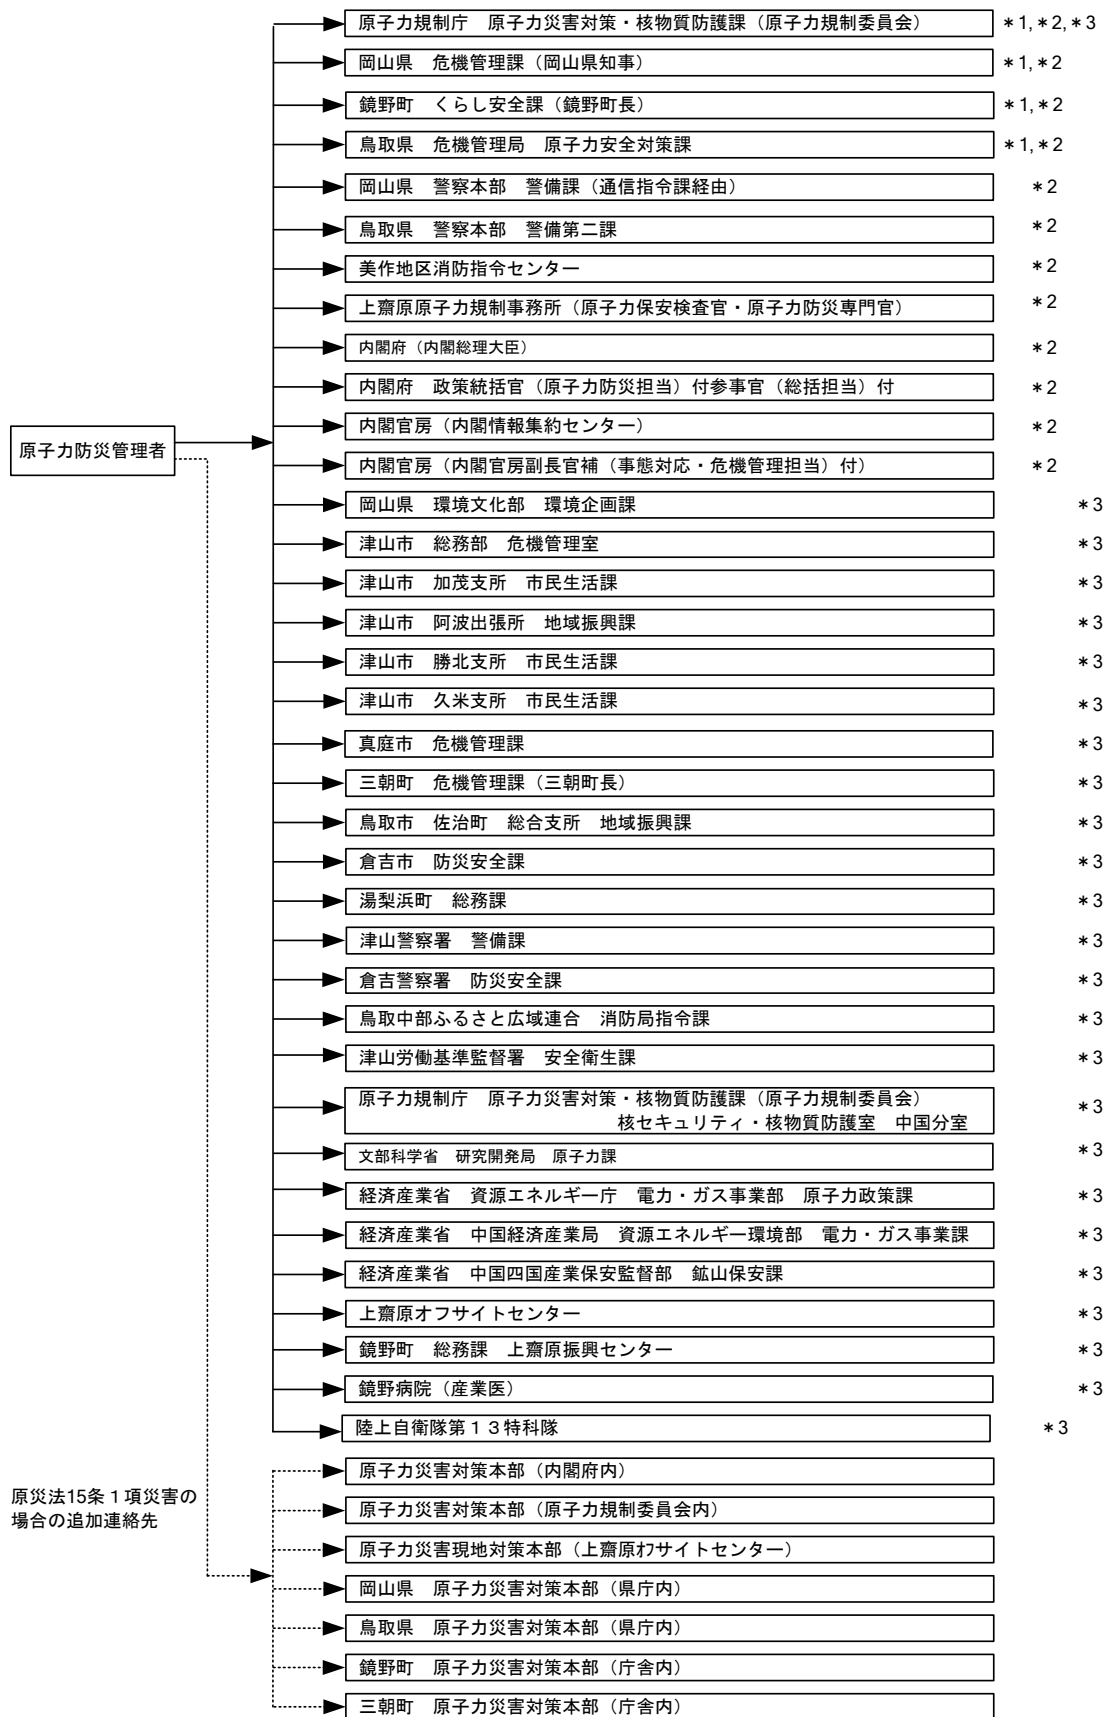 原子力規制庁　原子力災害対策・核物質防護課（原子力規制委員会）　＊1,＊2,＊3
岡山県　危機管理課（岡山県知事）　＊1,＊2
鏡野町　くらし安全課（鏡野町長）　＊1,＊2
鳥取県　危機管理局　原子力安全対策課　＊1,＊2
岡山県　警察本部　警備課（通信指令課経由）　＊2
鳥取県　警察本部　警備第二課　＊2
美作地区消防指令センター　＊2
上齋原原子力規制事務所（原子力保安検査官・原子力防災専門官）　＊2
内閣府（内閣総理大臣）　＊2
内閣府　政策統括官（原子力防災担当）付参事官（総括担当）付　＊2
内閣官房（内閣情報集約センター）　＊2
原子力防災管理者
内閣官房（内閣官房副長官補（事態対応・危機管理担当）付）　＊2
岡山県　環境文化部　環境企画課　＊3
津山市　総務部　危機管理室　＊3
津山市　加茂支所　市民生活課　＊3
津山市　阿波出張所　地域振興課　＊3
津山市　勝北支所　市民生活課　＊3
津山市　久米支所　市民生活課　＊3
真庭市　危機管理課　＊3
三朝町　危機管理課（三朝町長）　＊3
鳥取市　佐治町　総合支所　地域振興課　＊3
倉吉市　防災安全課　＊3
湯梨浜町　総務課　＊3
津山警察署　警備課　＊3
倉吉警察署　防災安全課　＊3
鳥取中部ふるさと広域連合　消防局指令課　＊3
津山労働基準監督署　安全衛生課　＊3
原子力規制庁　原子力災害対策・核物質防護課（原子力規制委員会）
核セキュリティ・核物質防護室　中国分室　＊3
文部科学省　研究開発局　原子力課　＊3
経済産業省　資源エネルギー庁　電力・ガス事業部　原子力政策課　＊3
経済産業省　中国経済産業局　資源エネルギー環境部　電力・ガス事業課　＊3
経済産業省　中国四国産業保安監督部　鉱山保安課　＊3
上齋原オフサイトセンター　＊3
鏡野町　総務課　上齋原振興センター　＊3
鏡野病院（産業医）　＊3
陸上自衛隊第１３特科隊　＊3
原災法15条１項災害の
場合の追加連絡先
原子力災害対策本部（内閣府内）
原子力災害対策本部（原子力規制委員会内）
原子力災害現地対策本部（上齋原ｵﾌサイトセンター）
岡山県　原子力災害対策本部（県庁内）
鳥取県　原子力災害対策本部（県庁内）
鏡野町　原子力災害対策本部（庁舎内）
三朝町　原子力災害対策本部（庁舎内）